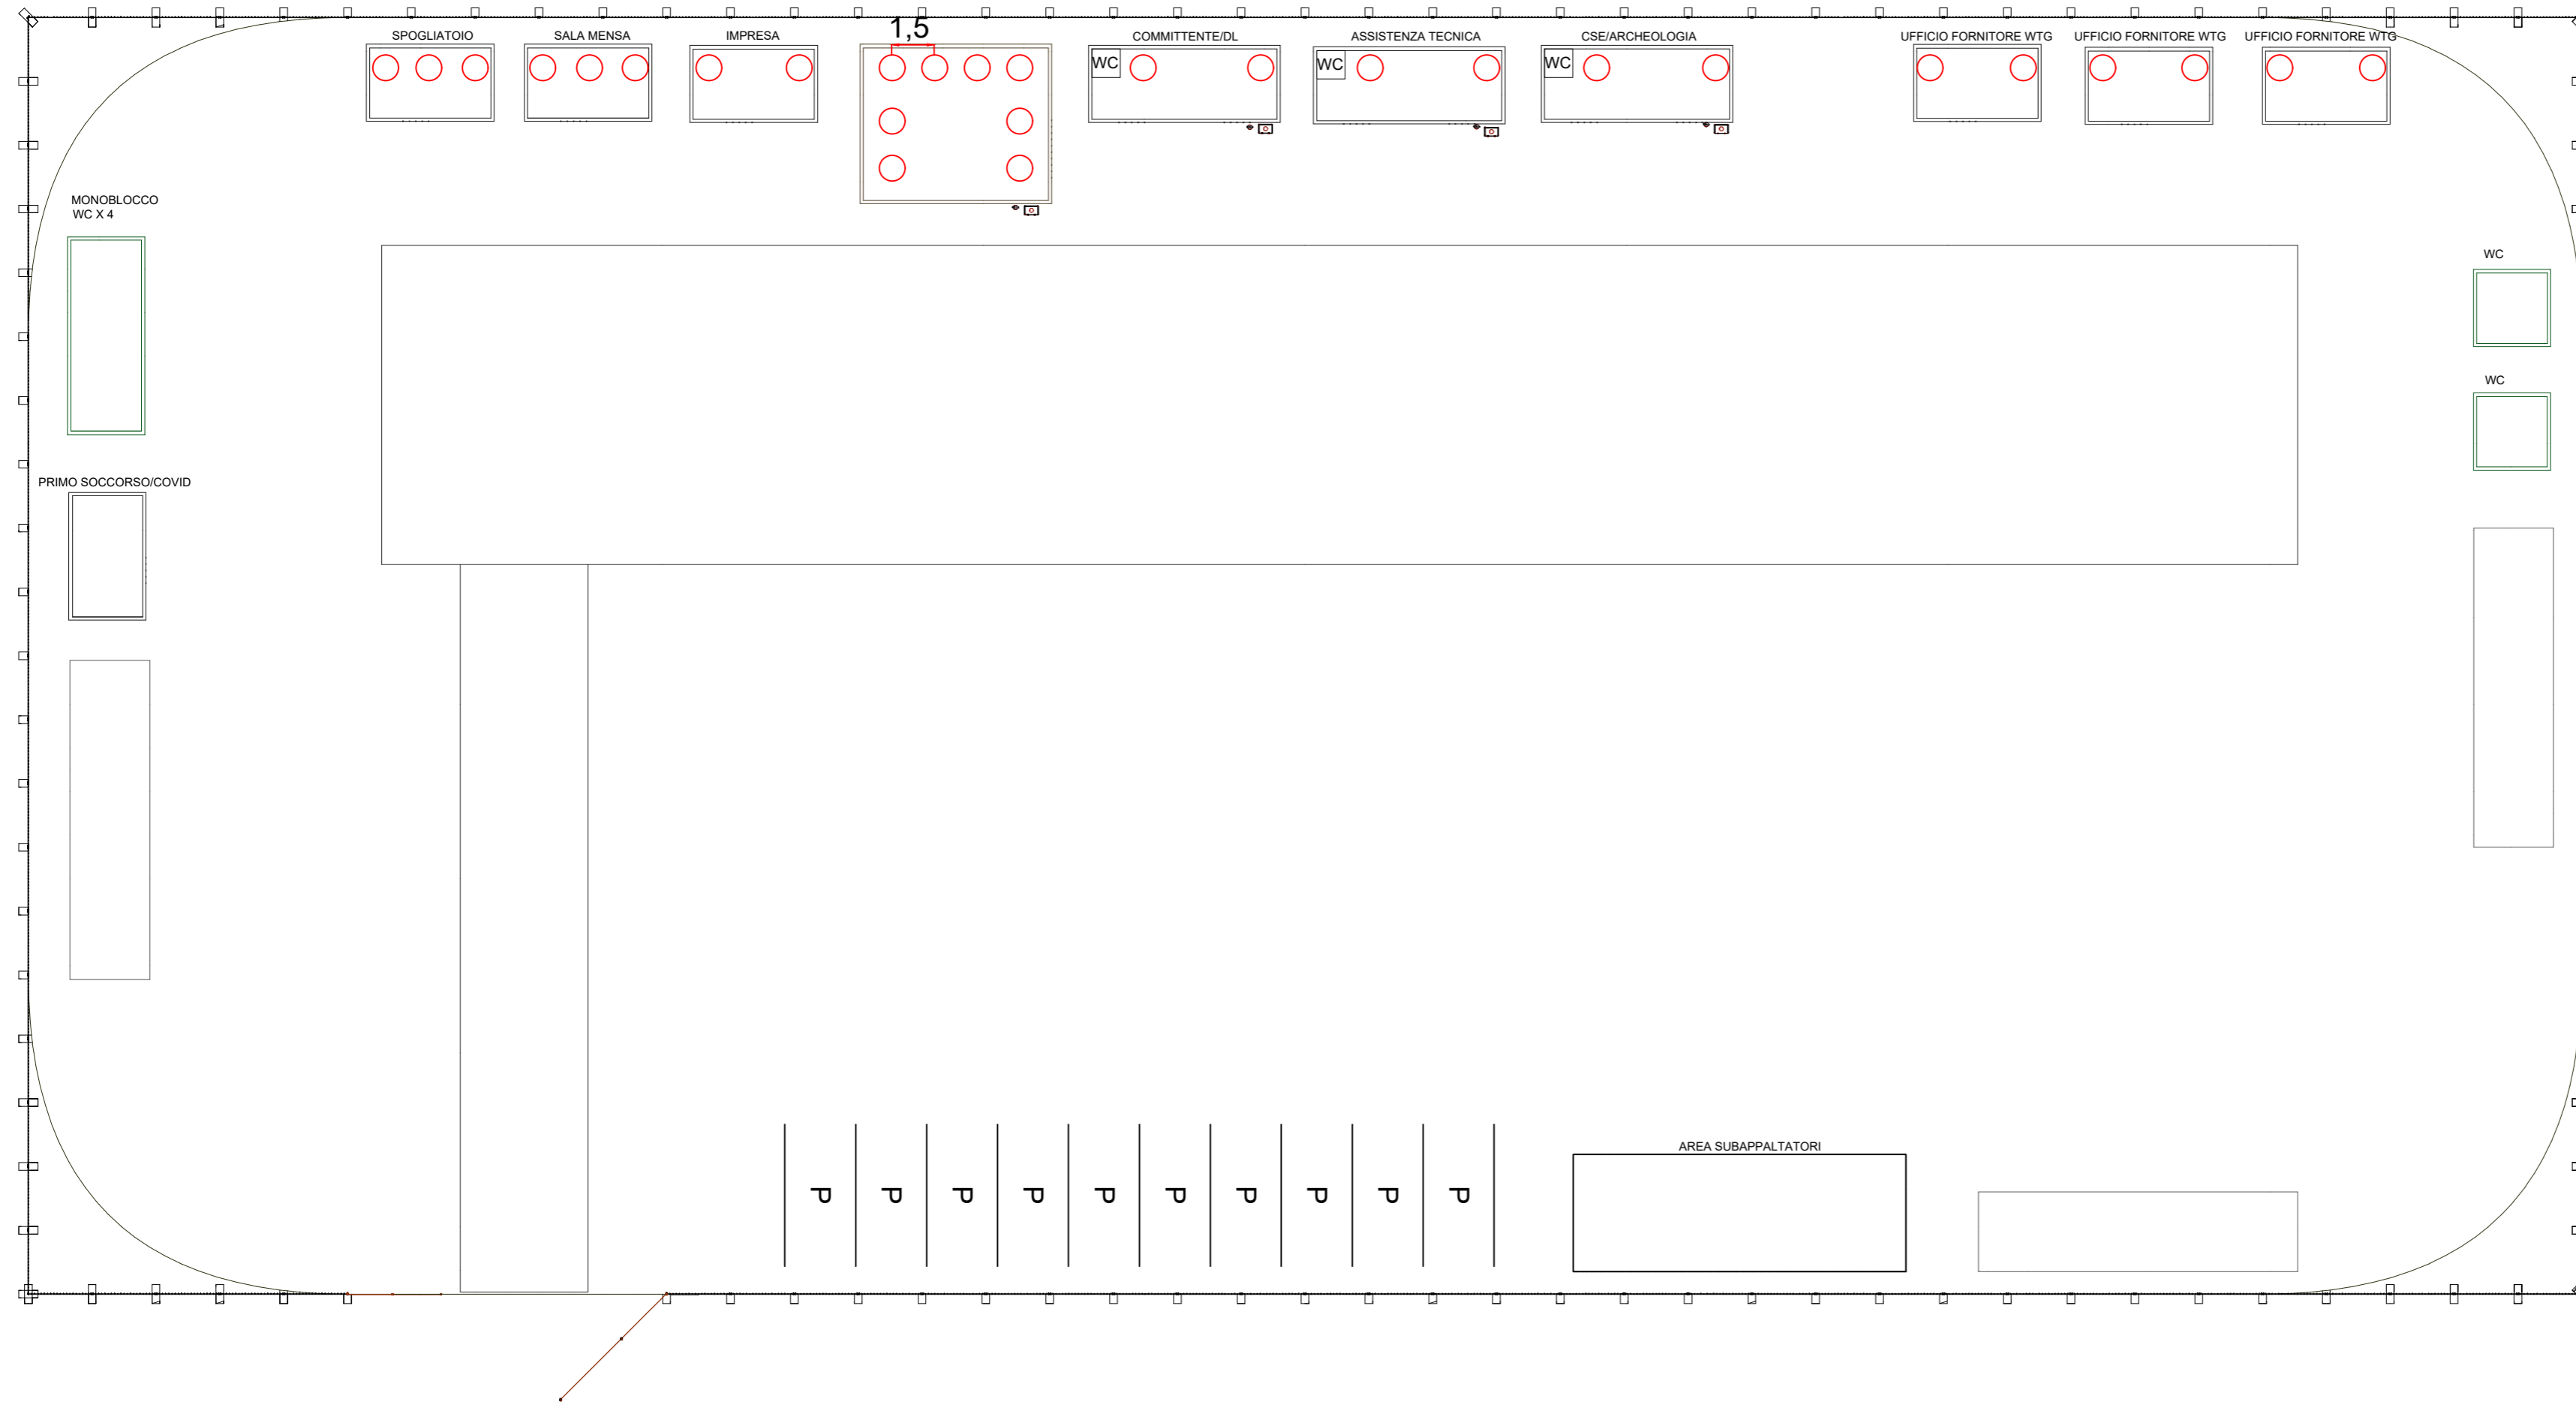 1,5
SPOGLIATOIO
SALA MENSA
IMPRESA
COMMITTENTE/DL
ASSISTENZA TECNICA
CSE/ARCHEOLOGIA
UFFICIO FORNITORE WTG
UFFICIO FORNITORE WTG
UFFICIO FORNITORE WTG
WC
WC
WC
MONOBLOCCO
WC X 4
WC
WC
PRIMO SOCCORSO/COVID
AREA SUBAPPALTATORI
P
P
P
P
P
P
P
P
P
P